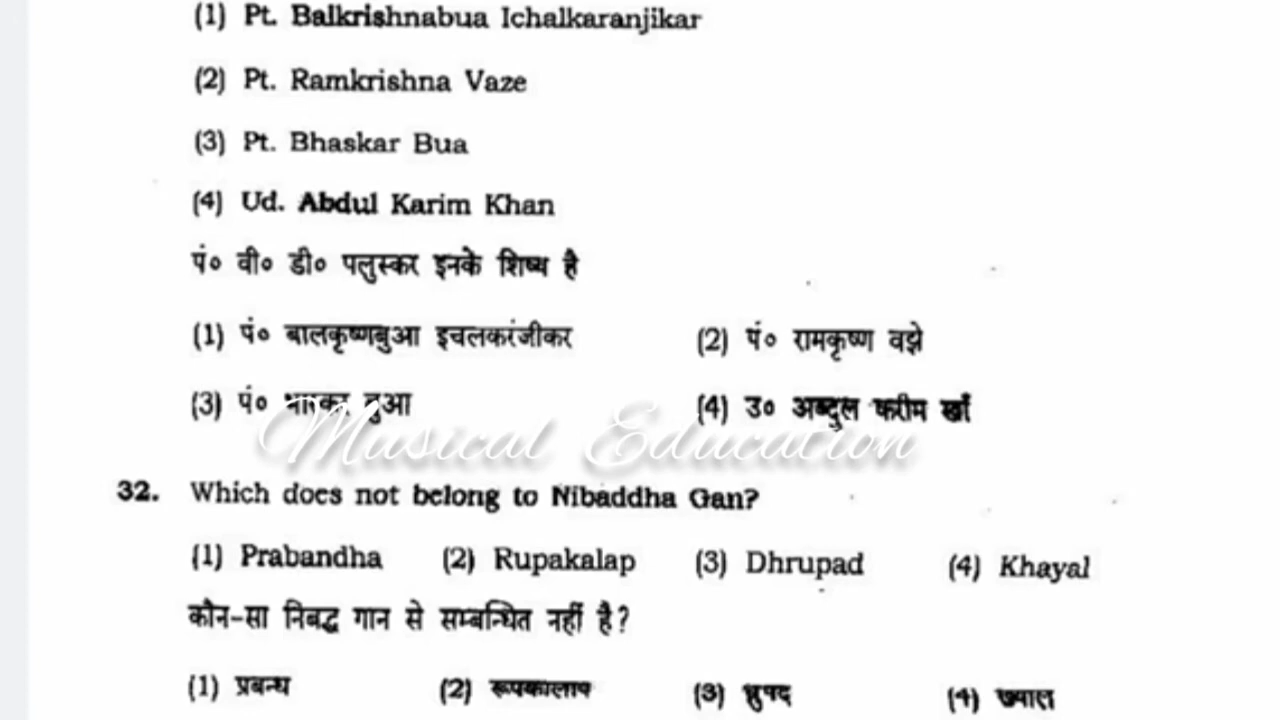 (1) Pt. Balkrishnabua Ichalkaranjikar
(2) Pt. Ramkrishna Vaze
(3) Pt. Bhaskar Bua
(4) Ud. Abdul Karim Khan
पं० वी० डी० पलुस्कर इनके शिष्य है
(1) पं० बालकृष्णबुआ इचलकरंजीकर (2) पं० रामकृष्ण वझे
(3) पं० भास्कर बुआ (4) उ० अब्दुल करीम खाँ
Musical Education
32. Which does not belong to Nibaddha Gan?
(1) Prabandha (2) Rupakalap (3) Dhrupad (4) Khayal
कौन-सा निबद्ध गान से सम्बन्धित नहीं है?
(1) प्रबन्ध (2) रूपकालाप (3) ध्रुपद (4) ख्याल